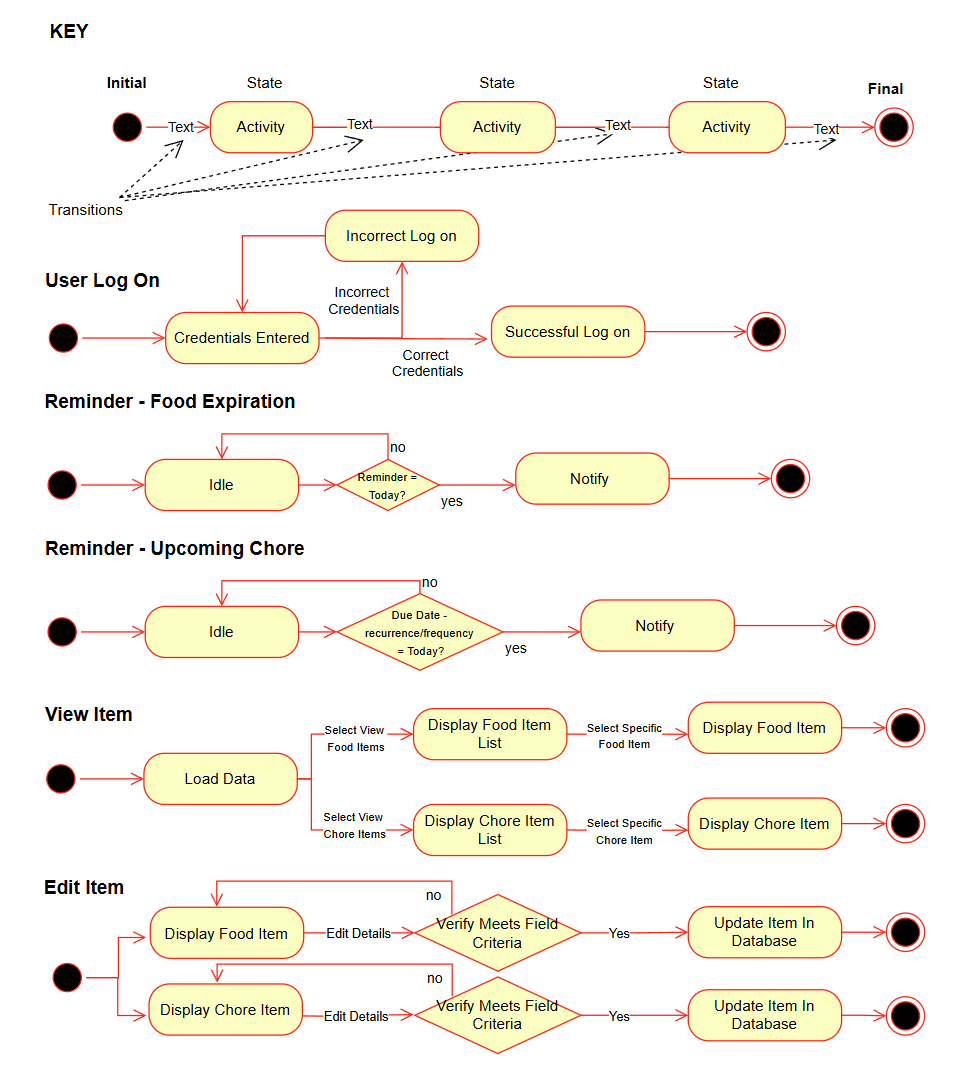 KEY
Initial
State
State
State
Final
Text
Activity
Text
Activity
Text
Activity
Text
Transitions
User Log On
Incorrect Log on
Incorrect
Credentials
Credentials Entered
Successful Log on
Correct
Credentials
Reminder - Food Expiration
no
Idle
Reminder =
Today?
yes
Notify
Reminder - Upcoming Chore
no
Idle
Due Date -
recurrence/frequency
= Today?
yes
Notify
View Item
Load Data
Select View
Food Items
Display Food Item
List
Select Specific
Food Item
Display Food Item
Select View
Chore Items
Display Chore Item
List
Select Specific
Chore Item
Display Chore Item
Edit Item
no
Display Food Item
Edit Details
Verify Meets Field
Criteria
Yes
Update Item In
Database
no
Display Chore Item
Edit Details
Verify Meets Field
Criteria
Yes
Update Item In
Database